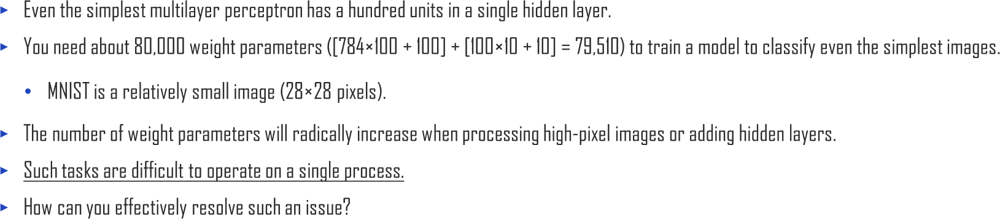 ▸ Even the simplest multilayer perceptron has a hundred units in a single hidden layer.
▸ You need about 80,000 weight parameters ([784×100 + 100] + [100×10 + 10] = 79,510) to train a model to classify even the simplest images.
• MNIST is a relatively small image (28×28 pixels).
▸ The number of weight parameters will radically increase when processing high-pixel images or adding hidden layers.
▸ Such tasks are difficult to operate on a single process.
▸ How can you effectively resolve such an issue?